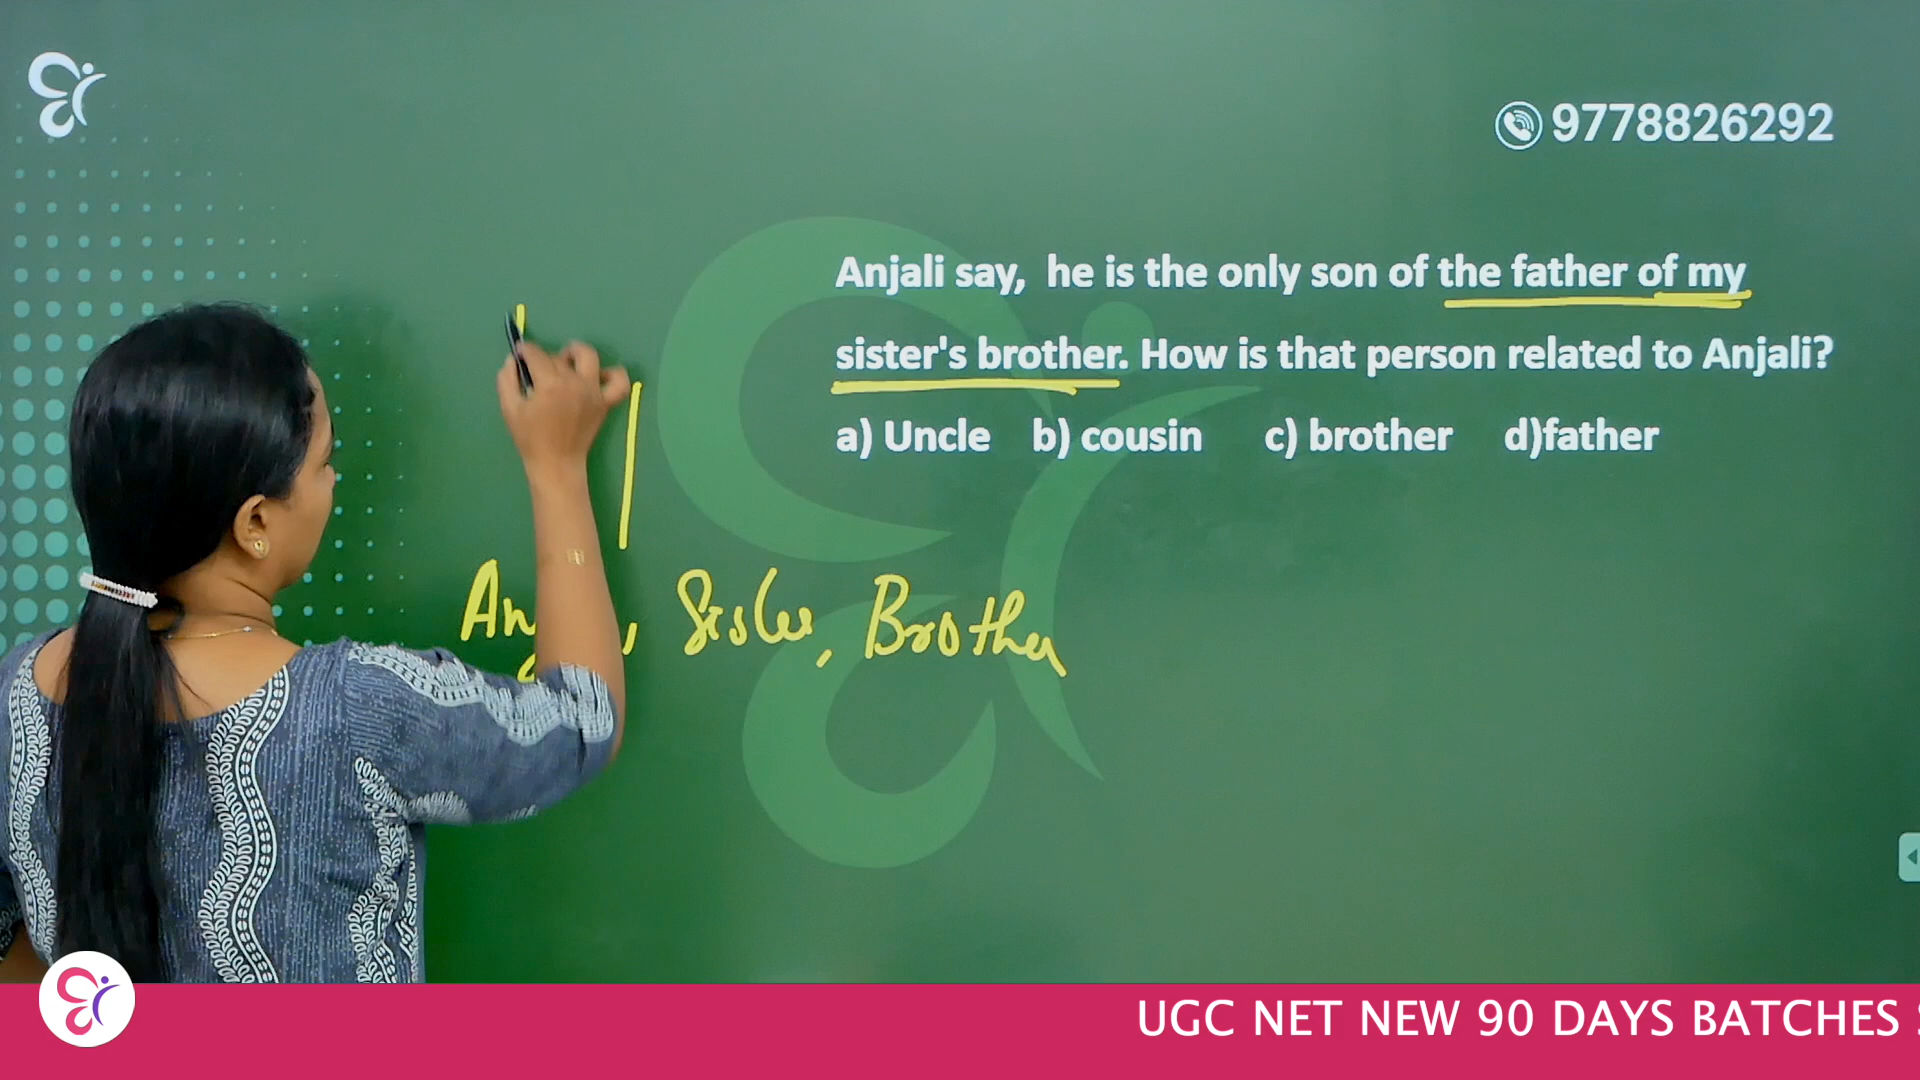 9778826292
Anjali say, he is the only son of the father of my
sister's brother. How is that person related to Anjali?
a) Uncle b) cousin c) brother d)father
Sister, Brother
UGC NET NEW 90 DAYS BATCHES